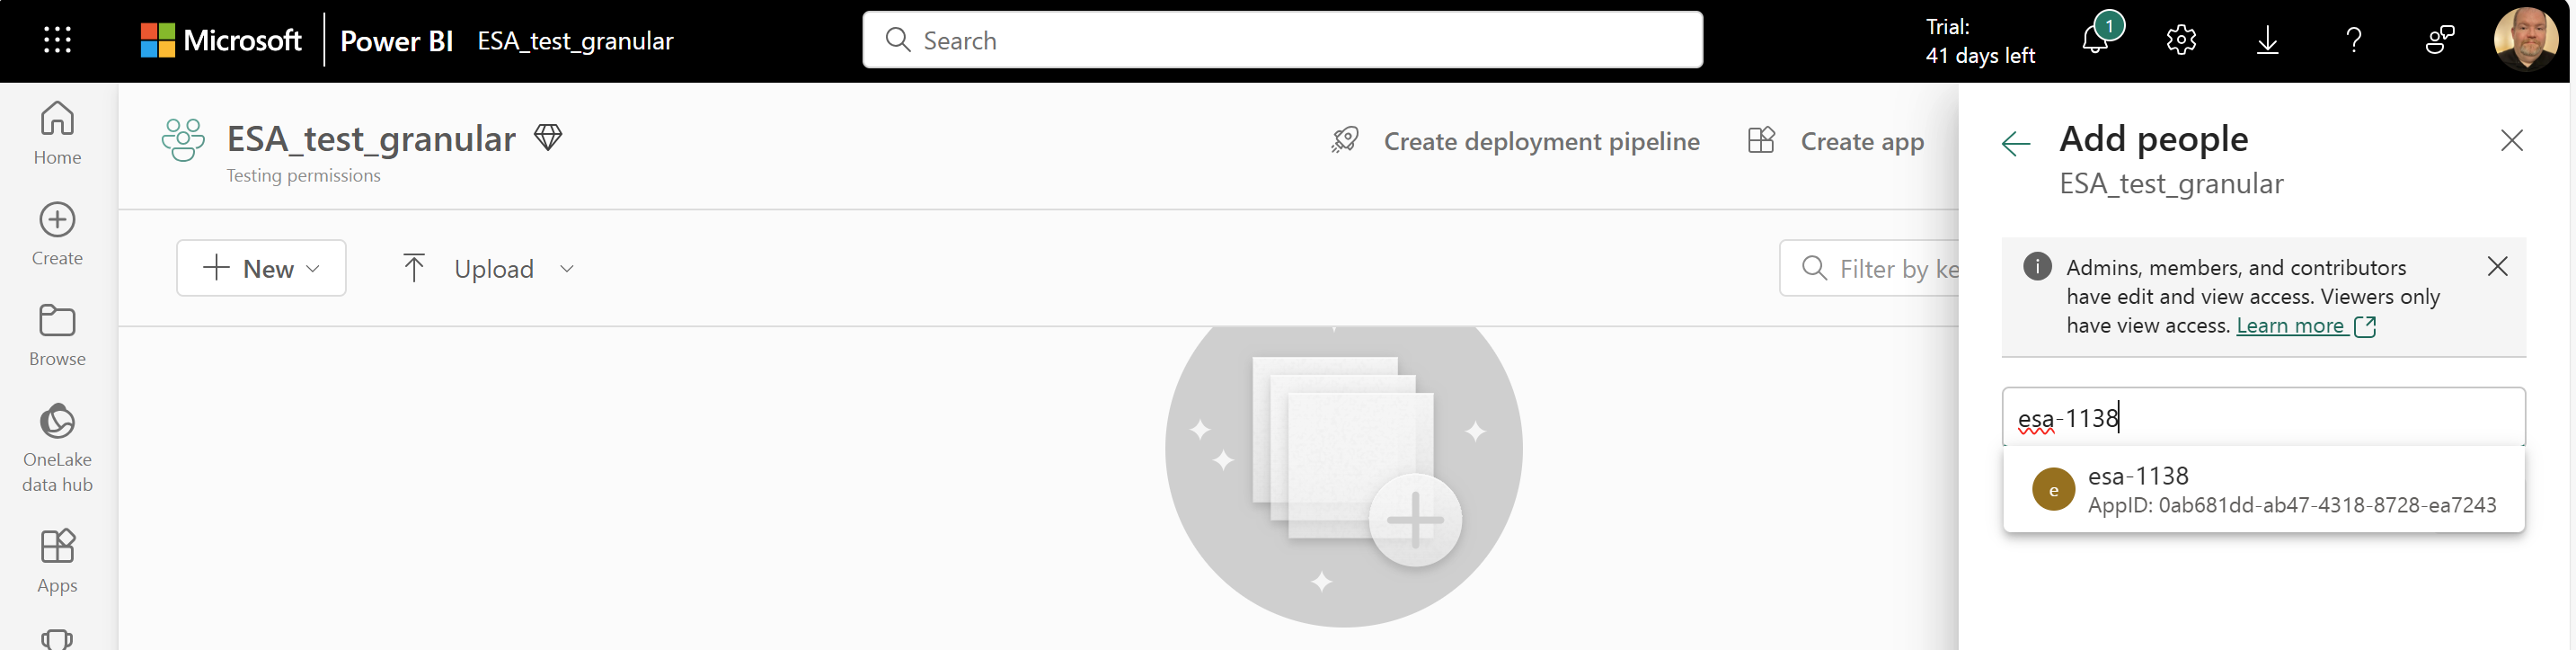 Microsoft Power BI ESA_test_granular
Search
Trial:
41 days left
1
Home
Create
Browse
OneLake
data hub
Apps
ESA_test_granular
Testing permissions
Create deployment pipeline
Create app
New
Upload
Filter by ke
Add people
ESA_test_granular
Admins, members, and contributors
have edit and view access. Viewers only
have view access. Learn more
esa-1138
e
esa-1138
AppID: 0ab681dd-ab47-4318-8728-ea7243